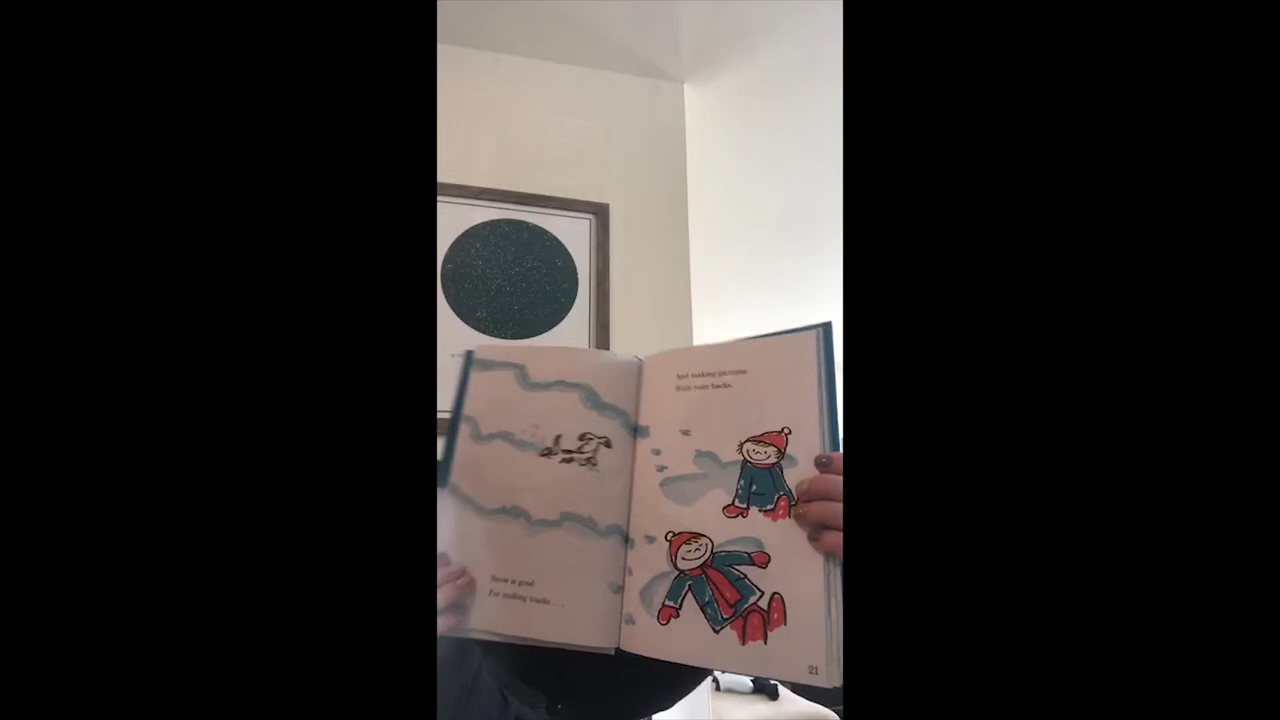 Snow is good
For making tracks . . .
And making pictures
With your backs.
21